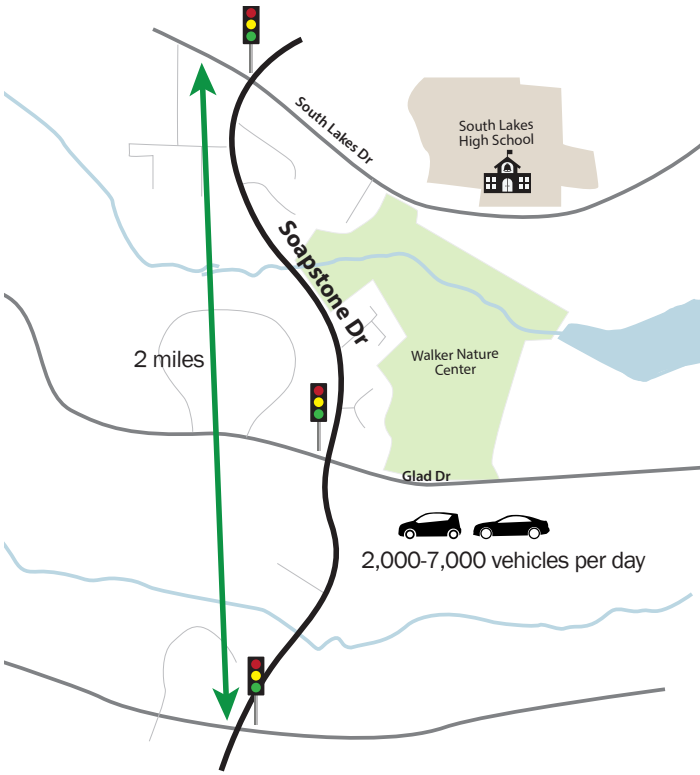 South Lakes Dr
South Lakes
High School
Soapstone Dr
2 miles
Walker Nature
Center
Glad Dr
2,000-7,000 vehicles per day